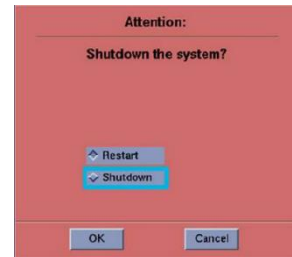 Attention:
Shutdown the system?
Restart
Shutdown
OK
Cancel